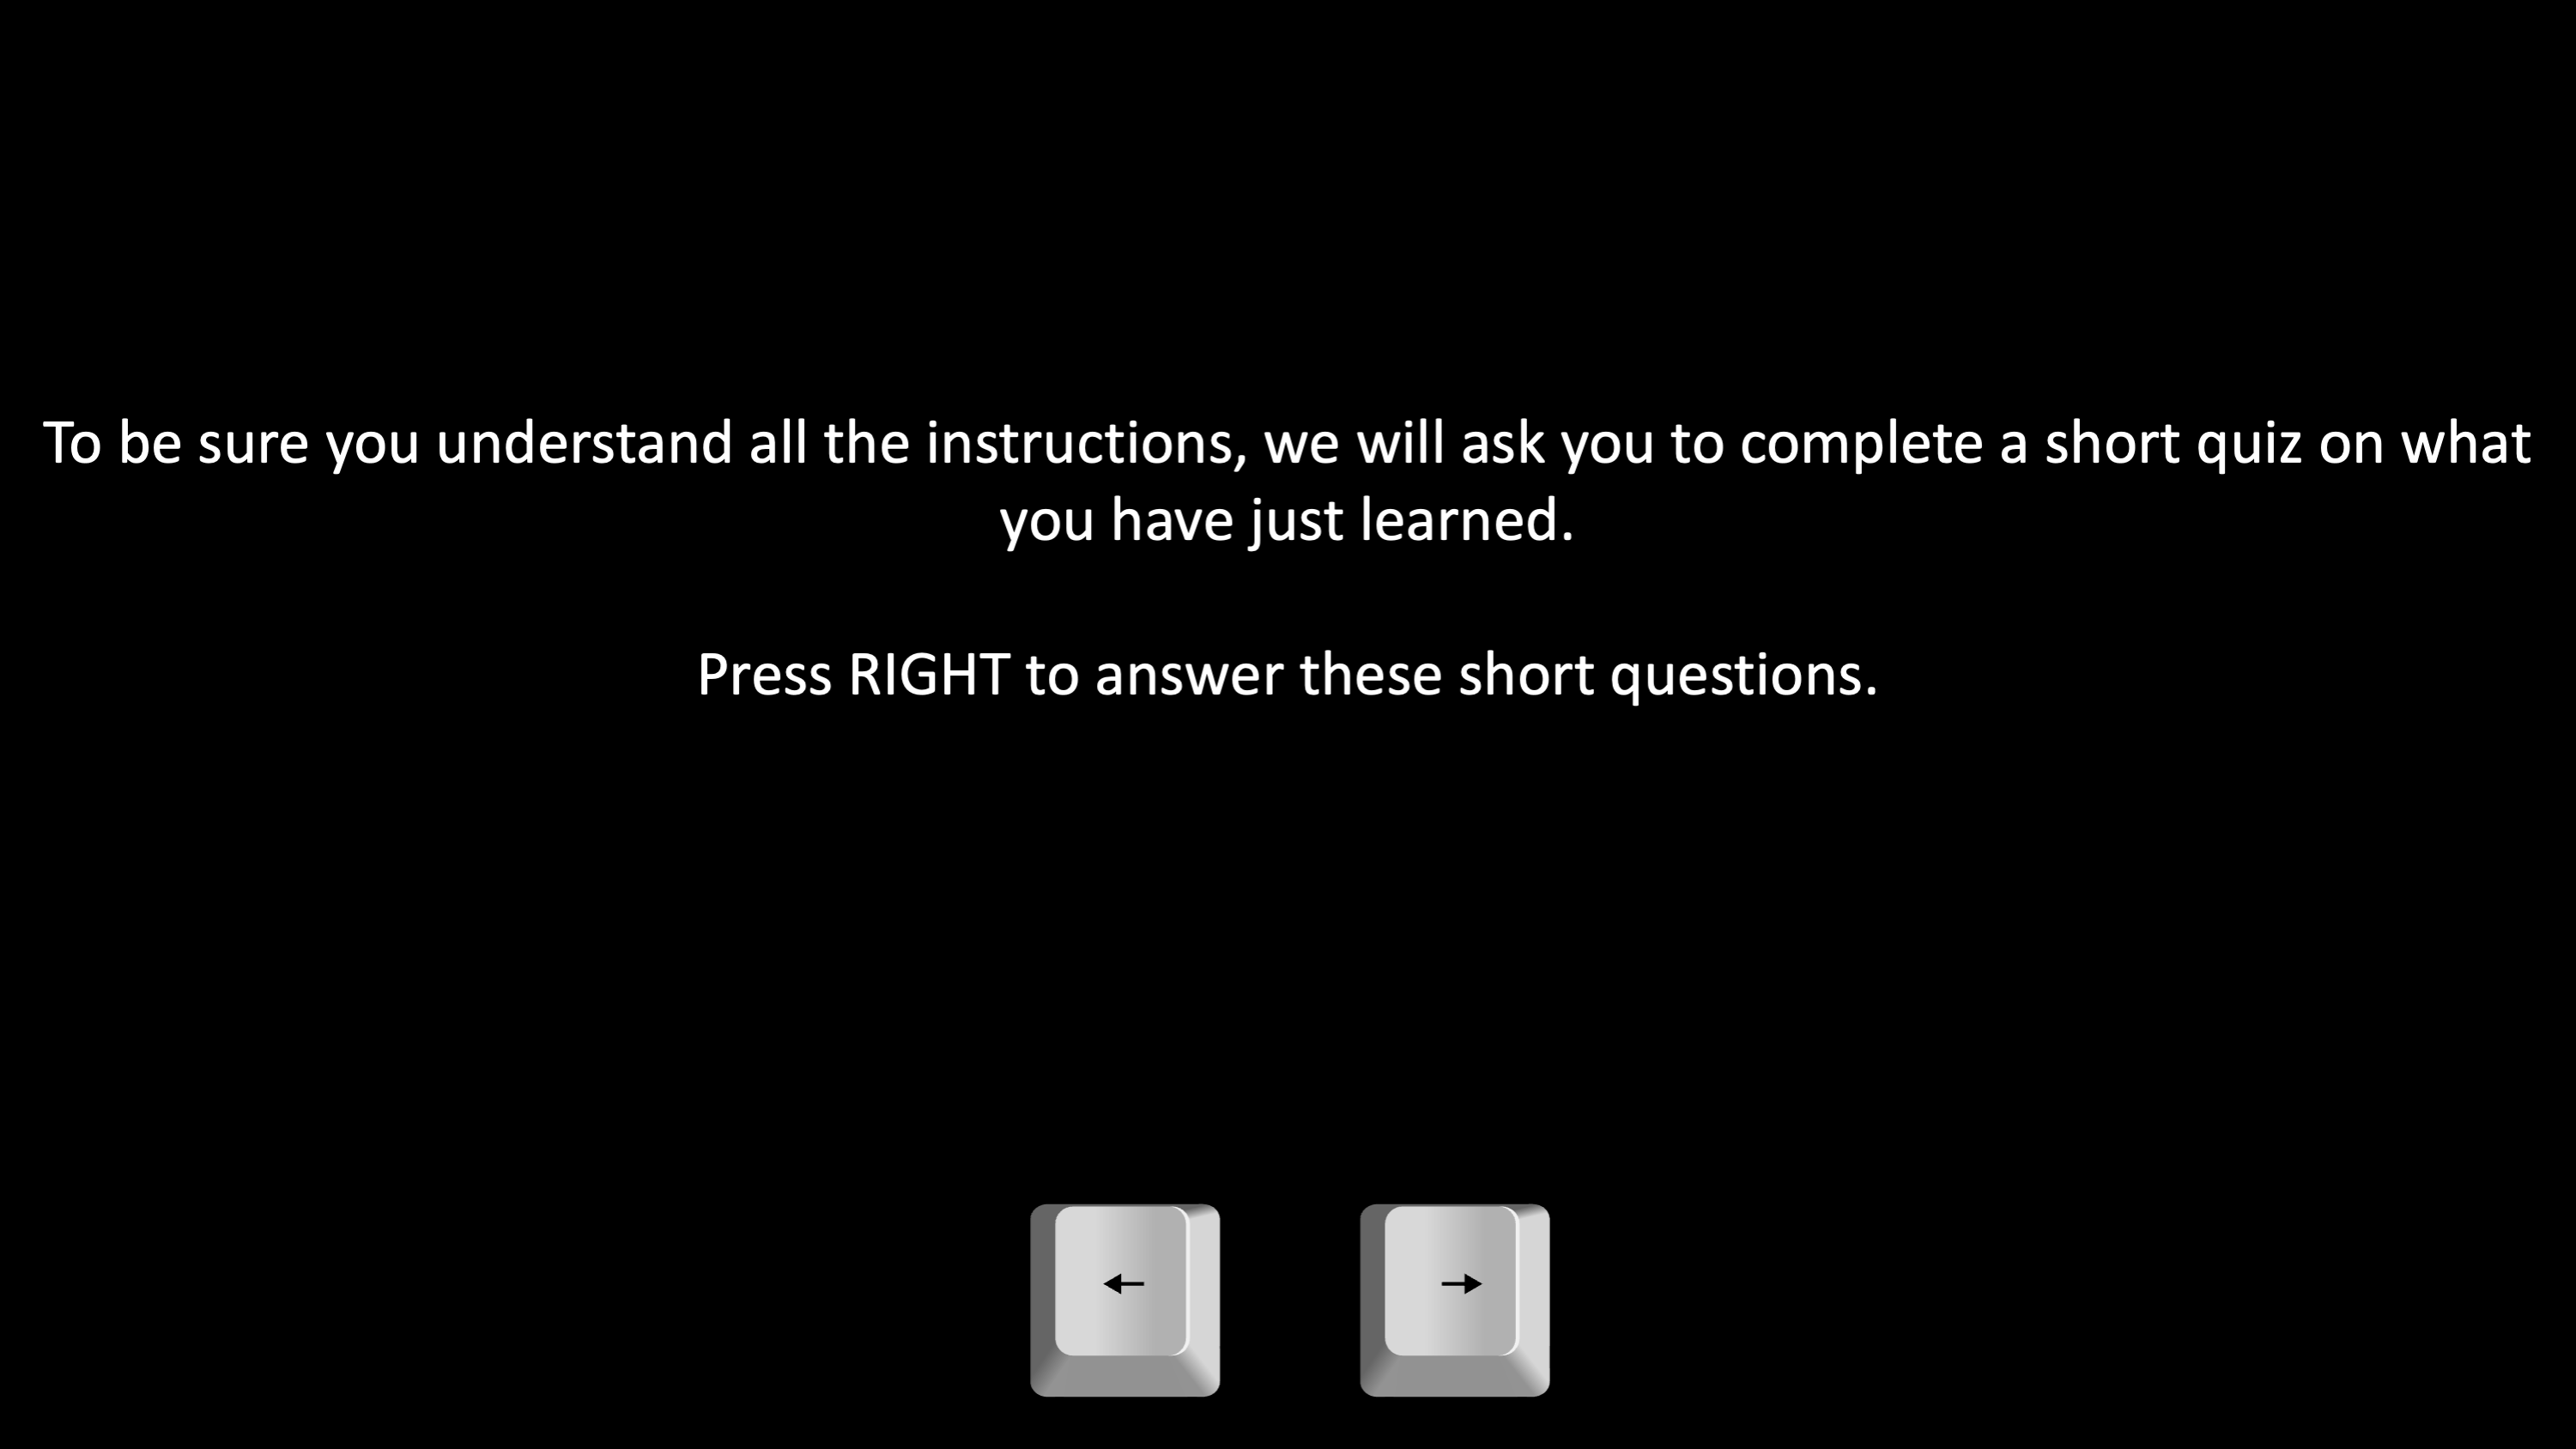 To be sure you understand all the instructions, we will ask you to complete a short quiz on what
you have just learned.
Press RIGHT to answer these short questions.